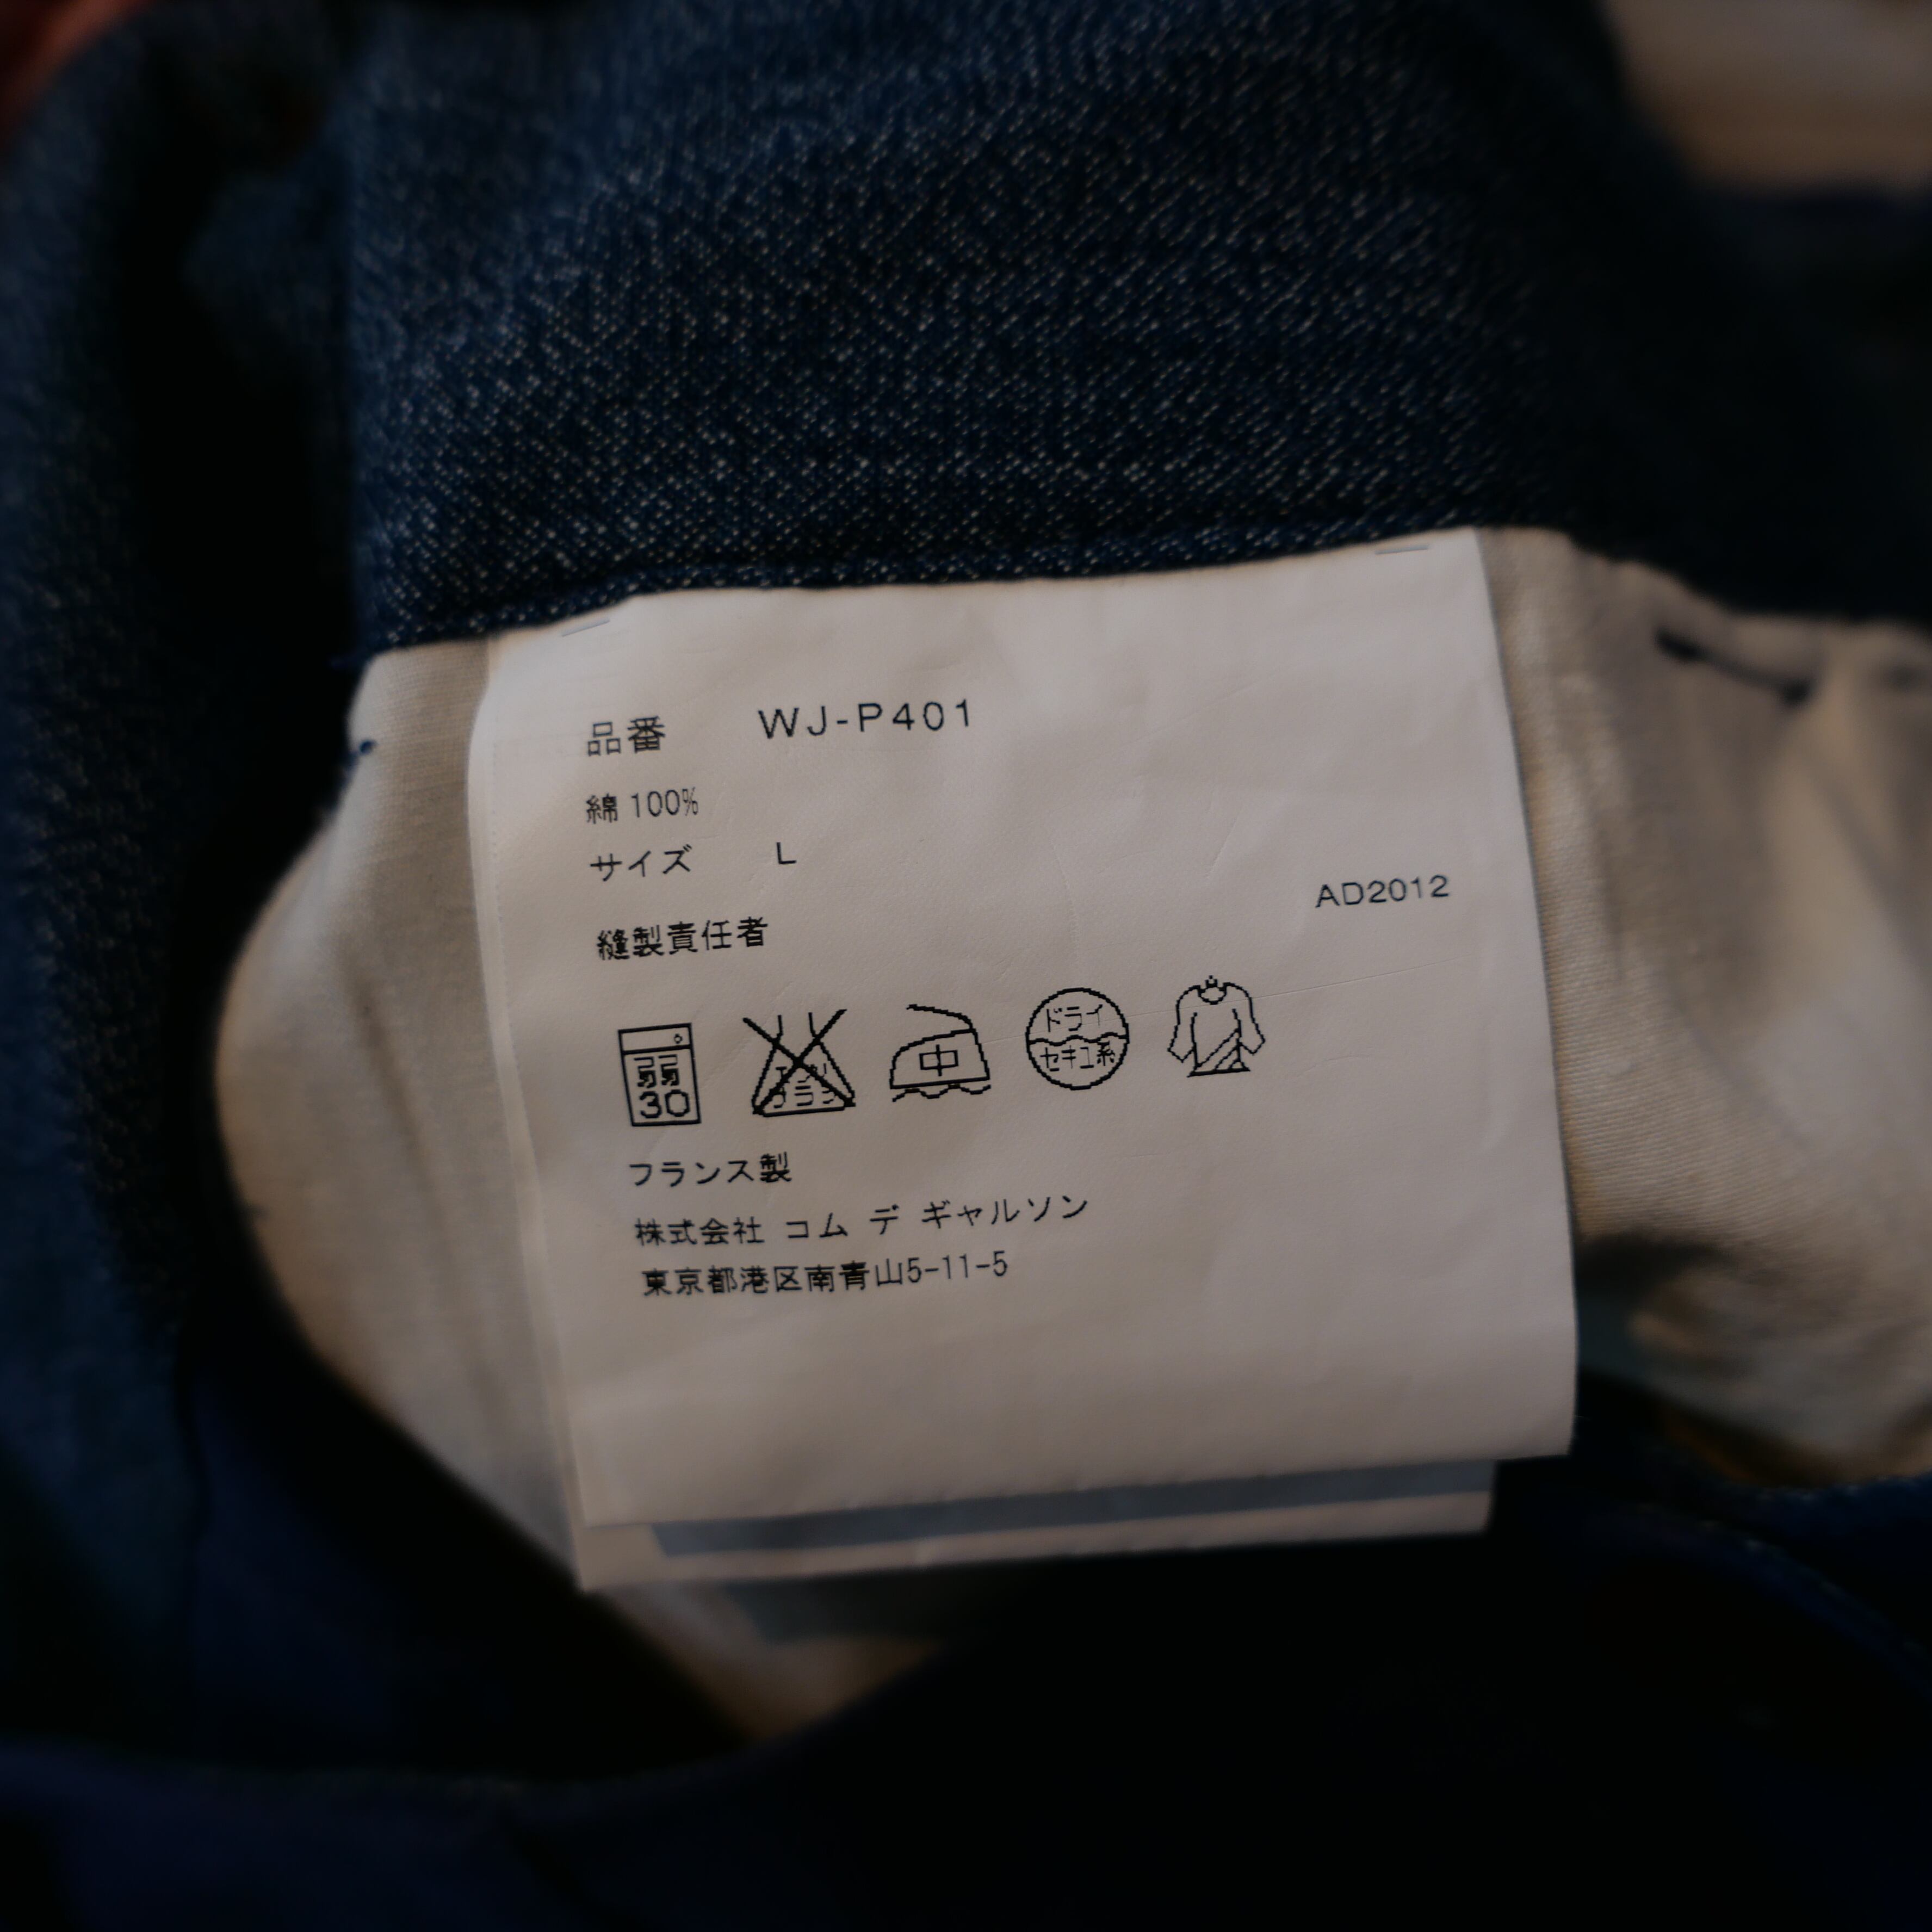 品番 WJ-P401
綿 100%
サイズ L
AD2012
縫製責任者
弱
30
中
ドライ
セキユ系
フランス製
株式会社 コム デ ギャルソン
東京都港区南青山5-11-5